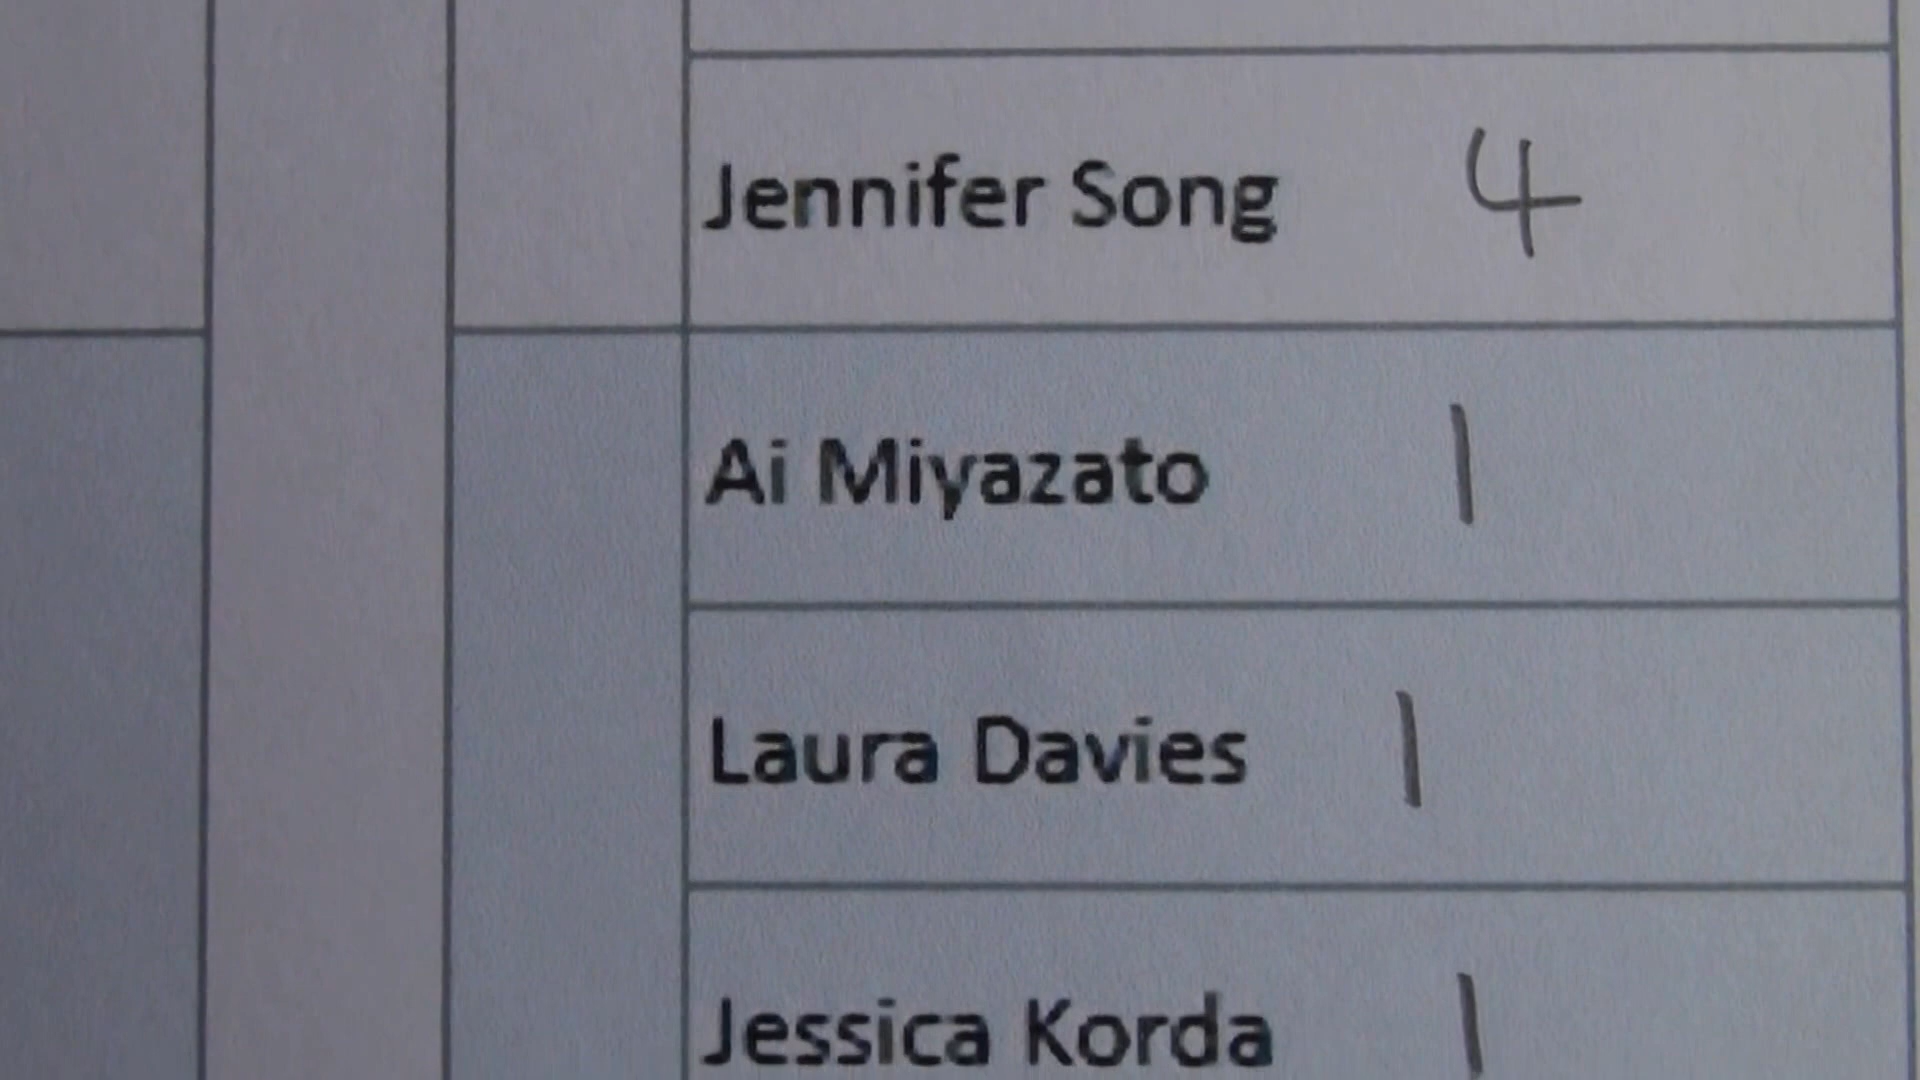 Jennifer Song 4
Ai Miyazato 1
Laura Davies 1
Jessica Korda 1